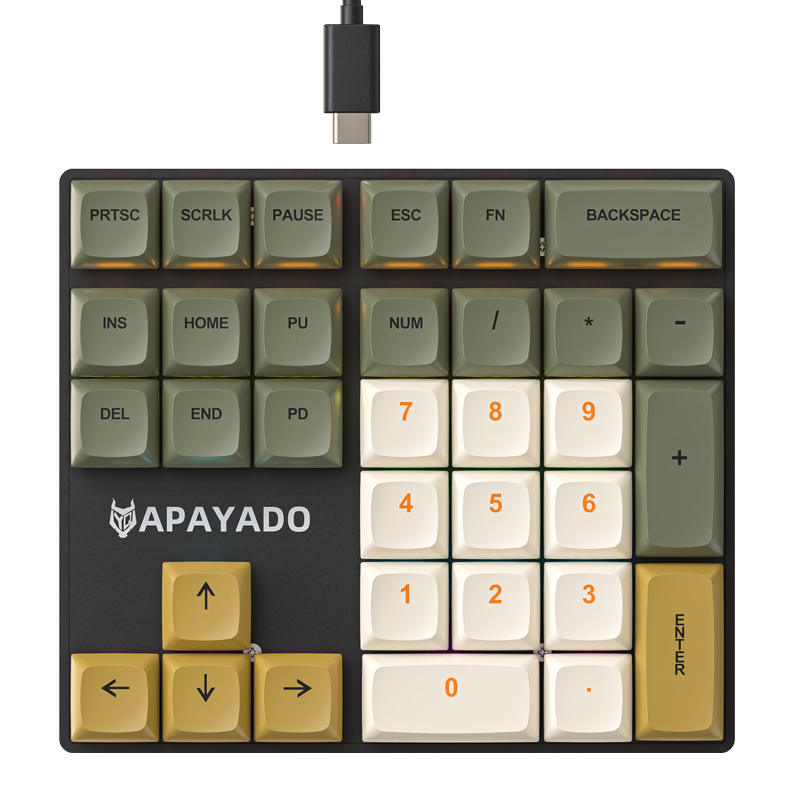 PRTSC SCRLK PAUSE ESC FN BACKSPACE
INS HOME PU NUM / * -
DEL END PD 7 8 9 +
4 5 6
APAYADO
↑ 1 2 3 ENTER
← ↓ → 0 .